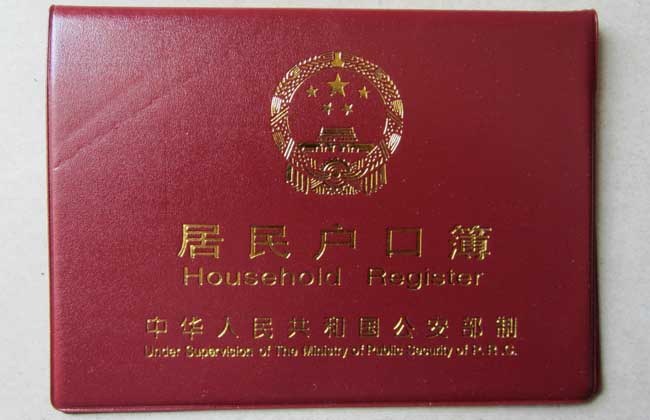 居民户口簿
Household Register
中华人民共和国公安部制
Under Supervision of The Ministry of Public Security of P.R.C.